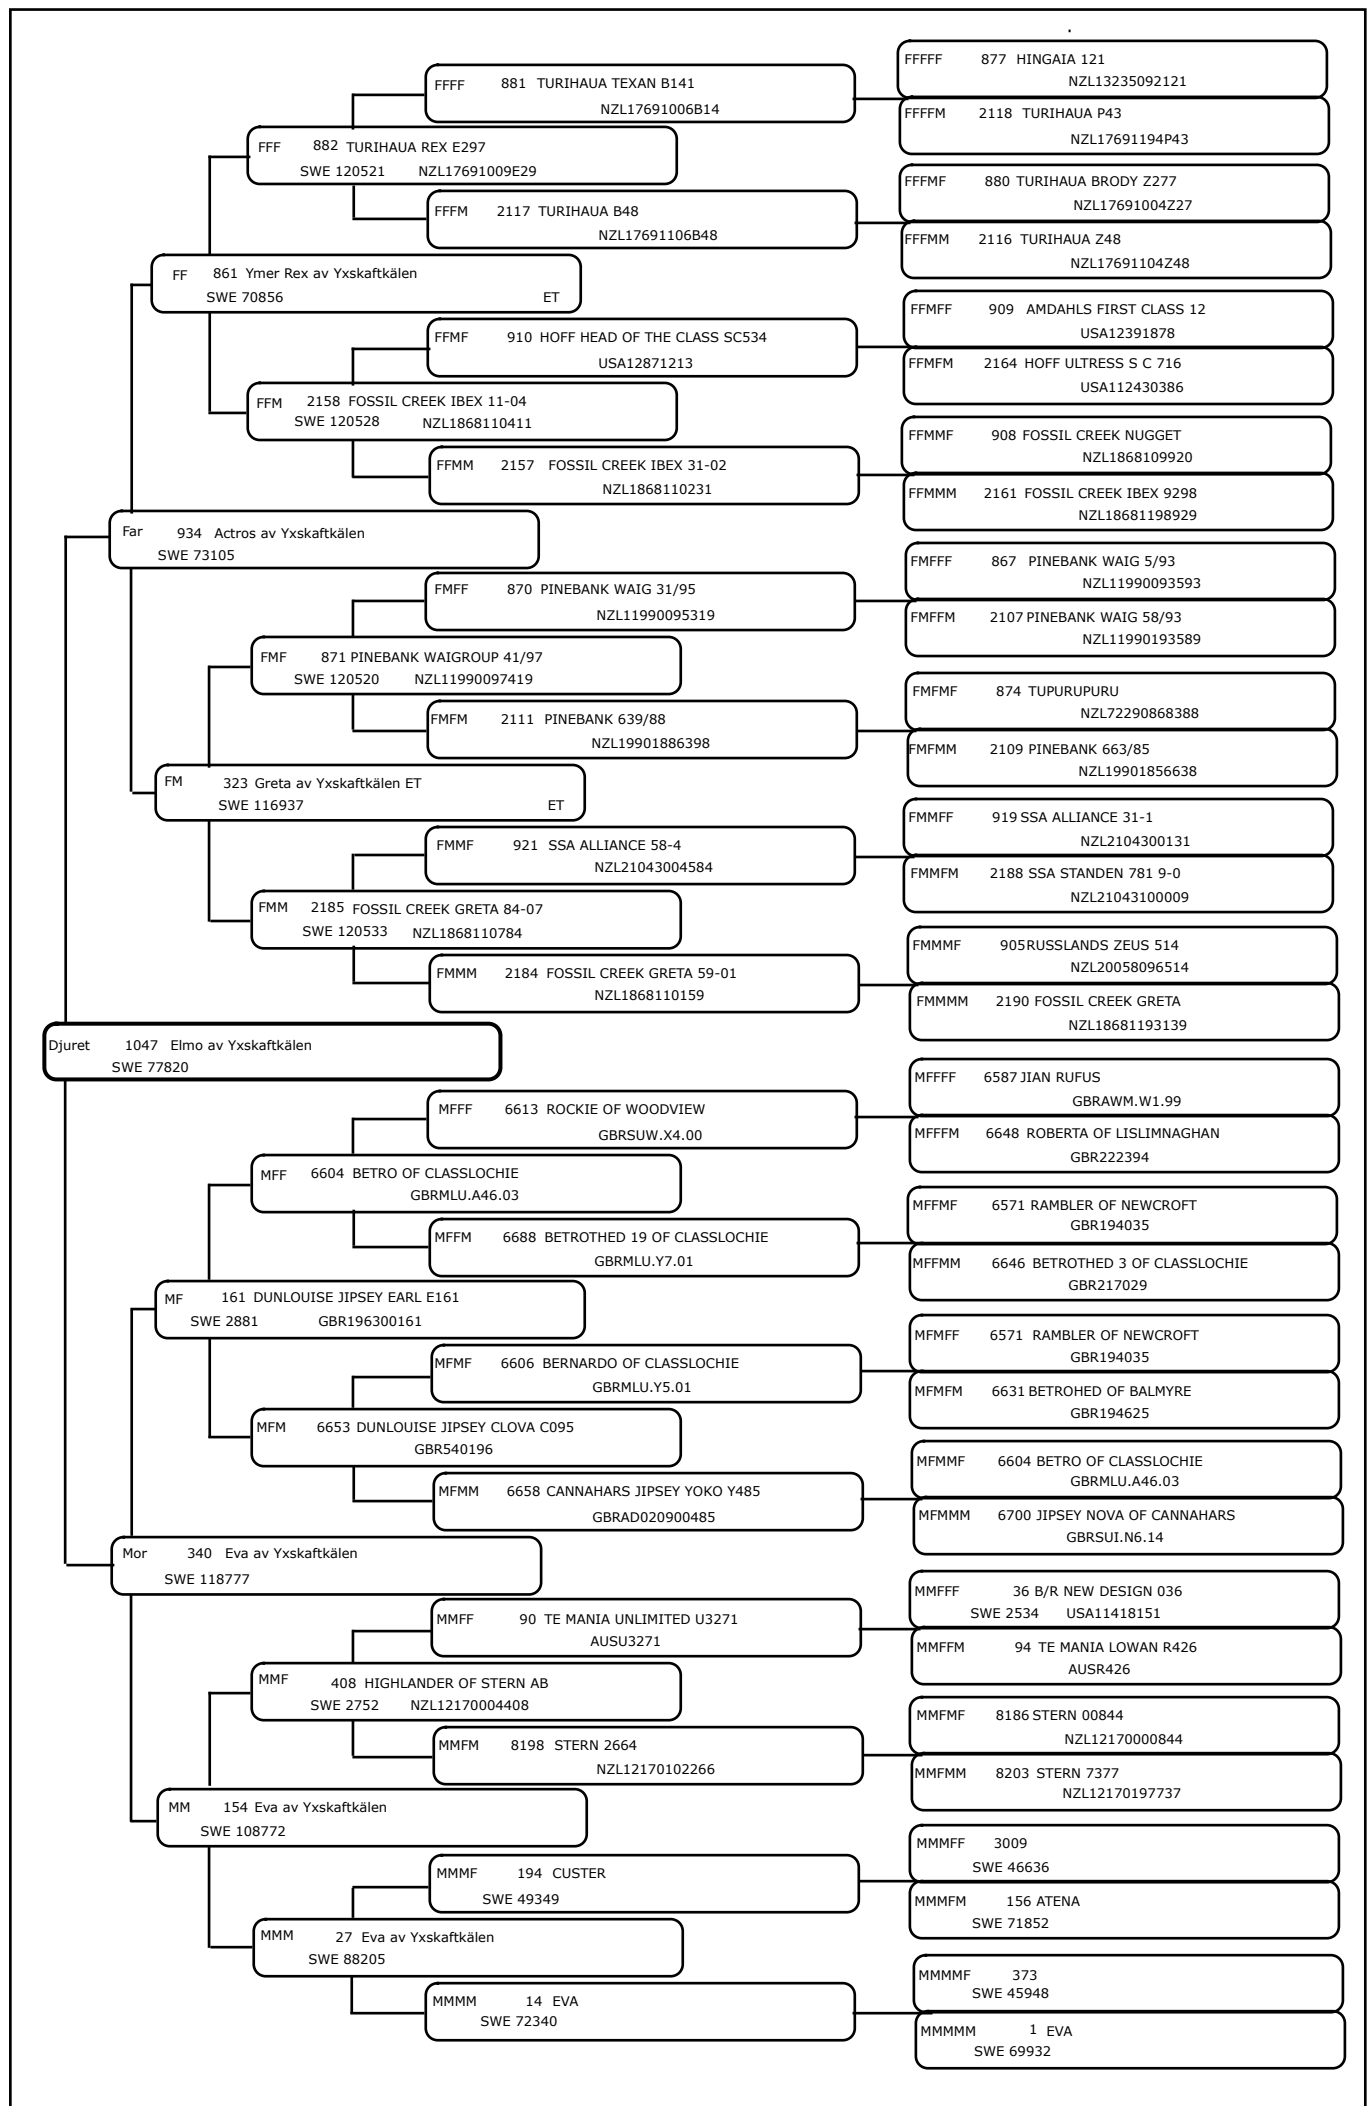 FFFFF 877 HINGAIA 121
NZL13235092121
FFFF 881 TURIHAUA TEXAN B141
NZL17691006B14
FFFFM 2118 TURIHAUA P43
NZL17691194P43
FFF 882 TURIHAUA REX E297
SWE 120521 NZL17691009E29
FFFMF 880 TURIHAUA BRODY Z277
NZL17691004Z27
FFFM 2117 TURIHAUA B48
NZL17691106B48
FFFMM 2116 TURIHAUA Z48
NZL17691104Z48
FF 861 Ymer Rex av Yxskaftkälen
SWE 70856 ET
FFMFF 909 AMDAHLS FIRST CLASS 12
USA12391878
FFMF 910 HOFF HEAD OF THE CLASS SC534
USA12871213
FFMFM 2164 HOFF ULTRESS S C 716
USA112430386
FFM 2158 FOSSIL CREEK IBEX 11-04
SWE 120528 NZL1868110411
FFMMF 908 FOSSIL CREEK NUGGET
NZL1868109920
FFMM 2157 FOSSIL CREEK IBEX 31-02
NZL1868110231
FFMMM 2161 FOSSIL CREEK IBEX 9298
NZL18681198929
Far 934 Actros av Yxskaftkälen
SWE 73105
FMFFF 867 PINEBANK WAIG 5/93
NZL11990093593
FMFF 870 PINEBANK WAIG 31/95
NZL11990095319
FMFFM 2107 PINEBANK WAIG 58/93
NZL11990193589
FMF 871 PINEBANK WAIGROUP 41/97
SWE 120520 NZL11990097419
FMFMF 874 TUPURUPURU
NZL72290868388
FMFM 2111 PINEBANK 639/88
NZL19901886398
FMFMM 2109 PINEBANK 663/85
NZL19901856638
FM 323 Greta av Yxskaftkälen ET
SWE 116937 ET
FMMFF 919 SSA ALLIANCE 31-1
NZL2104300131
FMMF 921 SSA ALLIANCE 58-4
NZL21043004584
FMMFM 2188 SSA STANDEN 781 9-0
NZL21043100009
FMM 2185 FOSSIL CREEK GRETA 84-07
SWE 120533 NZL1868110784
FMMMF 905 RUSSLANDS ZEUS 514
NZL20058096514
FMMM 2184 FOSSIL CREEK GRETA 59-01
NZL1868110159
FMMMM 2190 FOSSIL CREEK GRETA
NZL18681193139
Djuret 1047 Elmo av Yxskaftkälen
SWE 77820
MFFFF 6587 JIAN RUFUS
GBRAWM.W1.99
MFFF 6613 ROCKIE OF WOODVIEW
GBRSUW.X4.00
MFFFM 6648 ROBERTA OF LISLIMNAGHAN
GBR222394
MFF 6604 BETRO OF CLASSLOCHIE
GBRMLU.A46.03
MFFMF 6571 RAMBLER OF NEWCROFT
GBR194035
MFFM 6688 BETROTHED 19 OF CLASSLOCHIE
GBRMLU.Y7.01
MFFMM 6646 BETROTHED 3 OF CLASSLOCHIE
GBR217029
MF 161 DUNLOUISE JIPSEY EARL E161
SWE 2881 GBR196300161
MFMFF 6571 RAMBLER OF NEWCROFT
GBR194035
MFMF 6606 BERNARDO OF CLASSLOCHIE
GBRMLU.Y5.01
MFMFM 6631 BETROHED OF BALMYRE
GBR194625
MFM 6653 DUNLOUISE JIPSEY CLOVA C095
GBR540196
MFMMF 6604 BETRO OF CLASSLOCHIE
GBRMLU.A46.03
MFMM 6658 CANNAHARS JIPSEY YOKO Y485
GBRAD020900485
MFMMM 6700 JIPSEY NOVA OF CANNAHARS
GBRSUI.N6.14
Mor 340 Eva av Yxskaftkälen
SWE 118777
MMFFF 36 B/R NEW DESIGN 036
SWE 2534 USA11418151
MMFF 90 TE MANIA UNLIMITED U3271
AUSU3271
MMFFM 94 TE MANIA LOWAN R426
AUSR426
MMF 408 HIGHLANDER OF STERN AB
SWE 2752 NZL12170004408
MMFMF 8186 STERN 00844
NZL12170000844
MMFM 8198 STERN 2664
NZL12170102266
MMFMM 8203 STERN 7377
NZL12170197737
MM 154 Eva av Yxskaftkälen
SWE 108772
MMMFF 3009
SWE 46636
MMMF 194 CUSTER
SWE 49349
MMMFM 156 ATENA
SWE 71852
MMM 27 Eva av Yxskaftkälen
SWE 88205
MMMMF 373
SWE 45948
MMMM 14 EVA
SWE 72340
MMMMM 1 EVA
SWE 69932